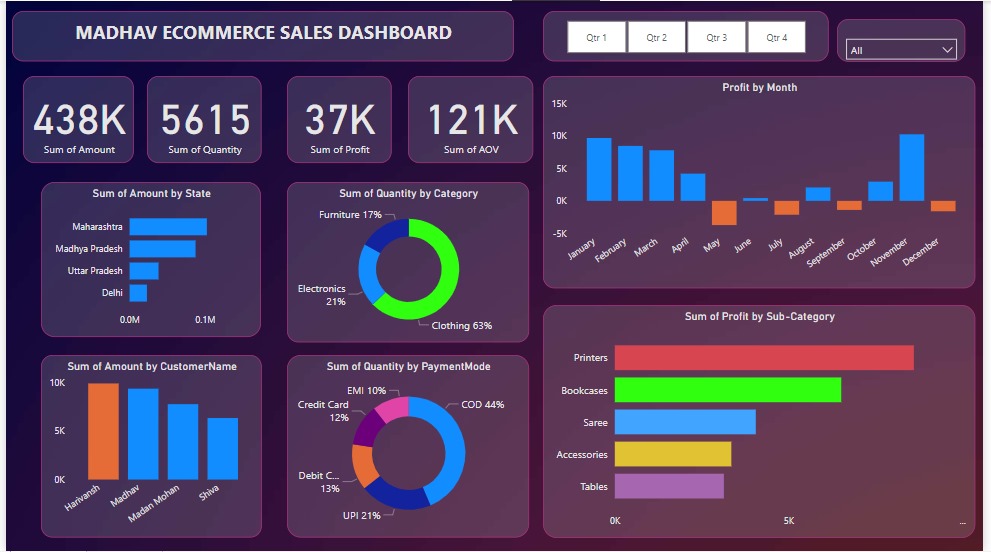 MADHAV ECOMMERCE SALES DASHBOARD
Qtr 1
Qtr 2
Qtr 3
Qtr 4
All
438K
Sum of Amount
5615
Sum of Quantity
37K
Sum of Profit
121K
Sum of AOV
Profit by Month
15K
10K
5K
0K
-5K
January
February
March
April
May
June
July
August
September
October
November
December
Sum of Amount by State
Maharashtra
Madhya Pradesh
Uttar Pradesh
Delhi
0.0M
0.1M
Sum of Quantity by Category
Furniture 17%
Electronics
21%
Clothing 63%
Sum of Profit by Sub-Category
Printers
Bookcases
Saree
Accessories
Tables
0K
5K
...
Sum of Amount by CustomerName
10K
5K
0K
Harivansh
Madhav
Madan Mohan
Shiva
Sum of Quantity by PaymentMode
EMI 10%
Credit Card
12%
COD 44%
Debit C...
13%
UPI 21%